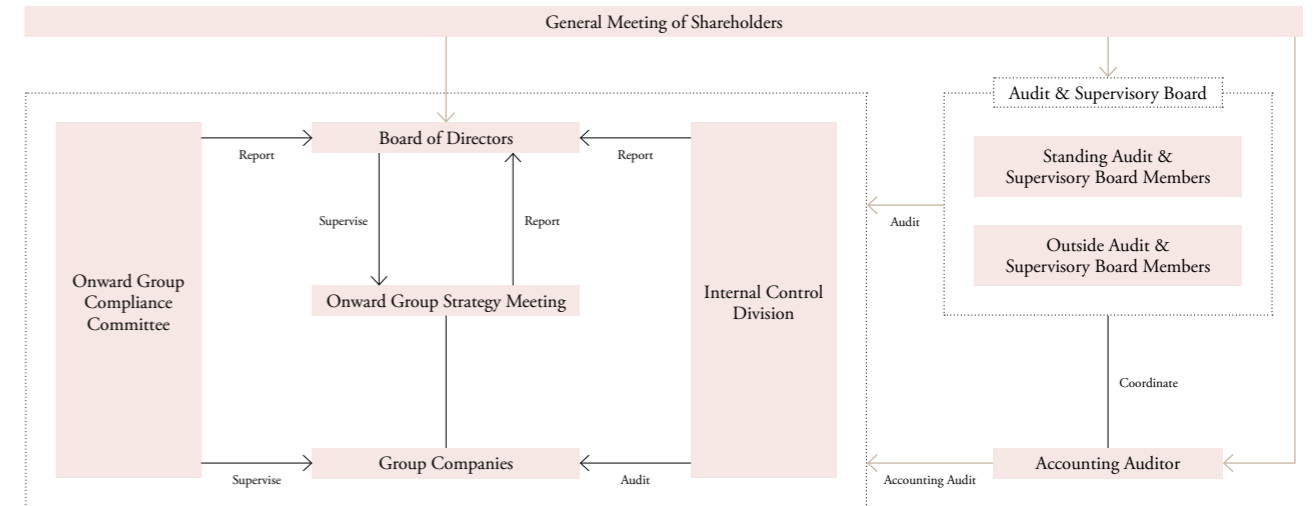 General Meeting of Shareholders
Audit & Supervisory Board
Board of Directors
Report
Report
Standing Audit &
Supervisory Board Members
Supervise
Report
Audit
Outside Audit &
Supervisory Board Members
Onward Group
Compliance
Committee
Onward Group Strategy Meeting
Internal Control
Division
Coordinate
Group Companies
Accounting Auditor
Supervise
Audit
Accounting Audit